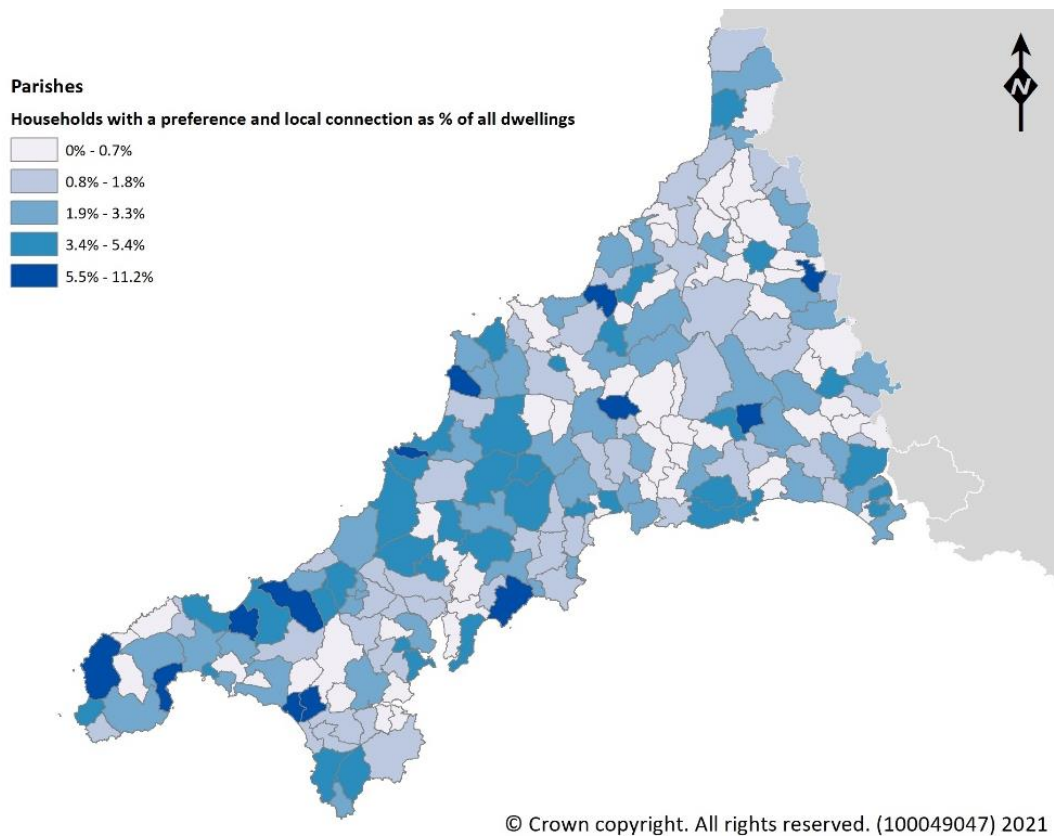 Parishes
Households with a preference and local connection as % of all dwellings
0% - 0.7%
0.8% - 1.8%
1.9% - 3.3%
3.4% - 5.4%
5.5% - 11.2%
N
© Crown copyright. All rights reserved. (100049047) 2021